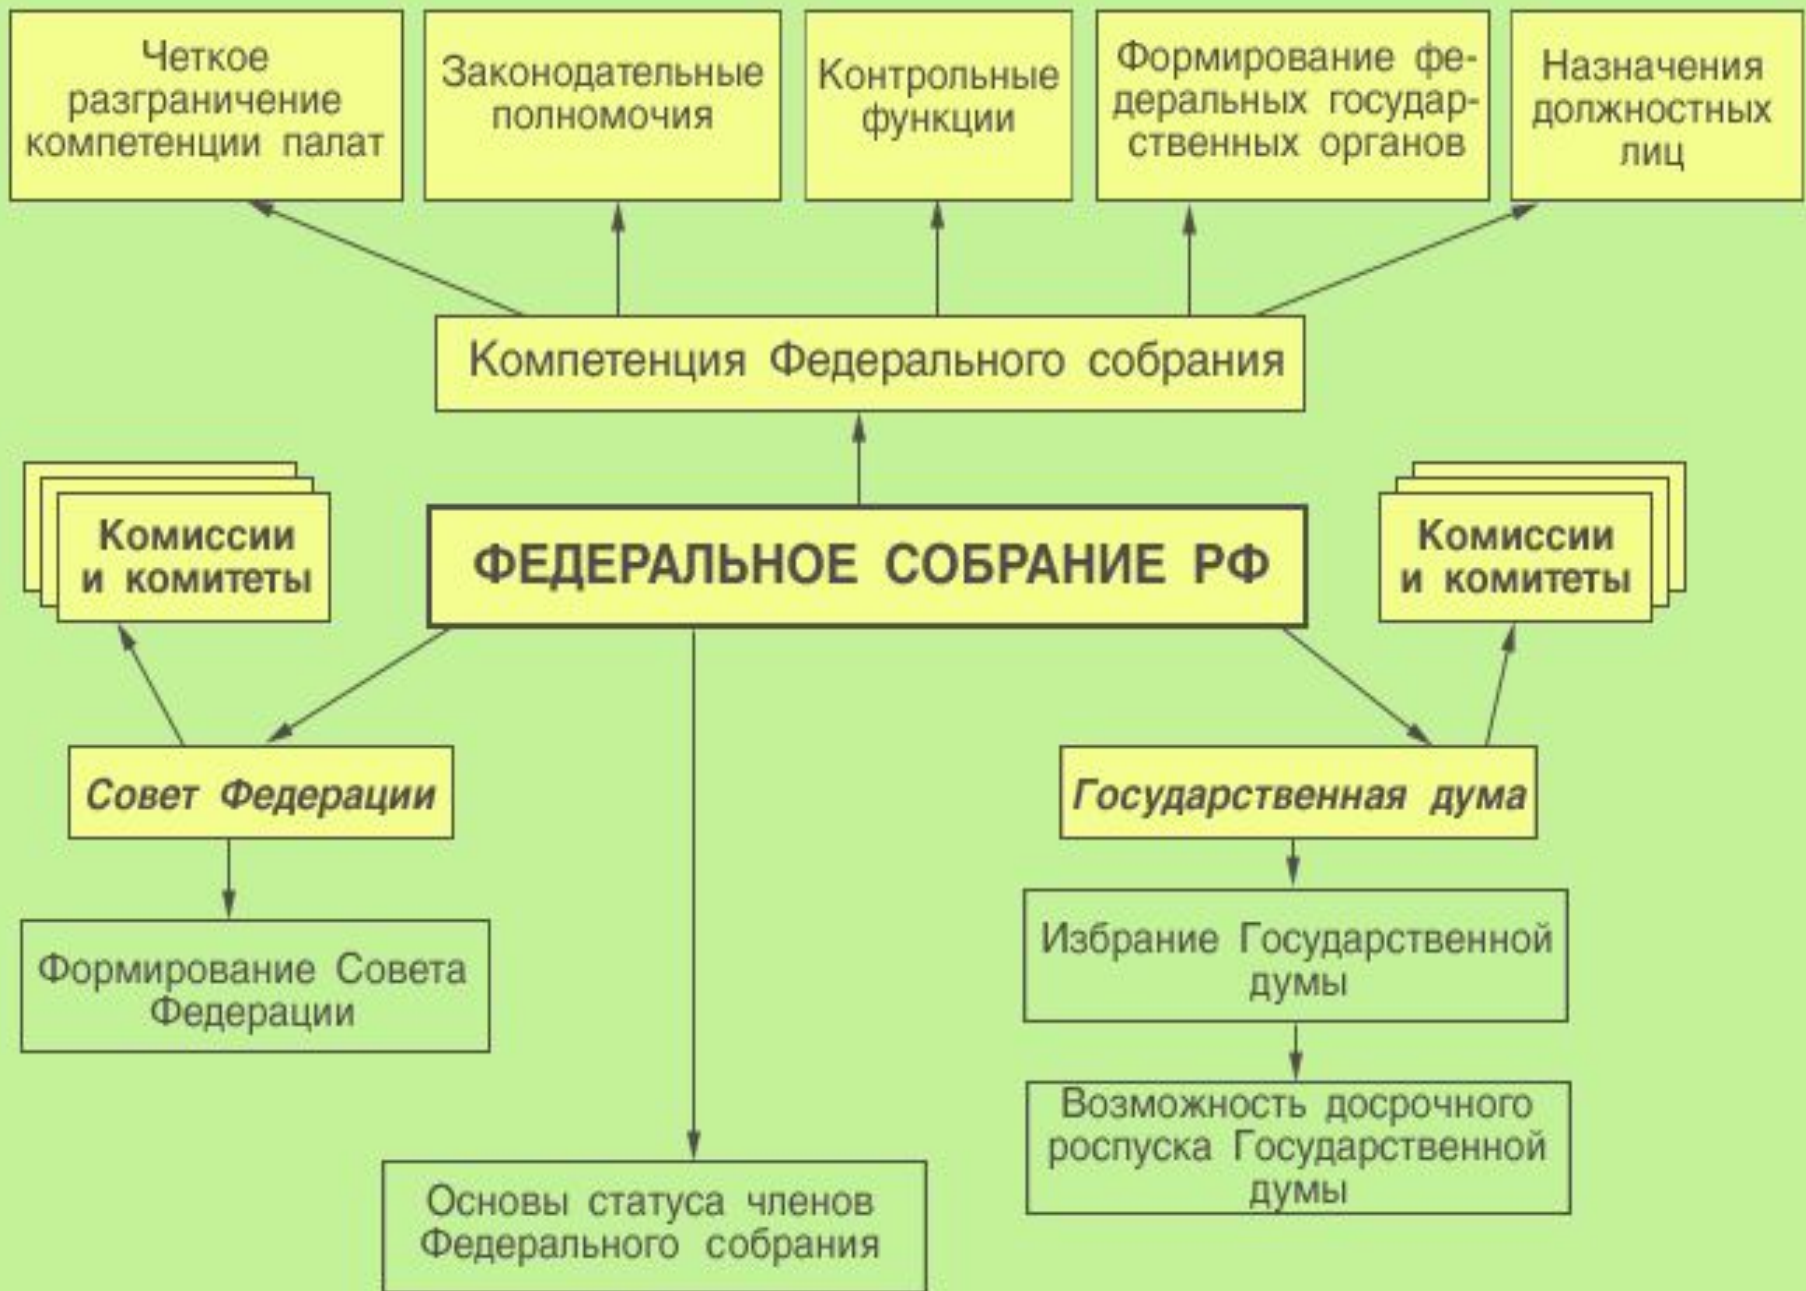 Четкое
разграничение
компетенции палат
Законодательные
полномочия
Контрольные
функции
Формирование фе-
деральных государ-
ственных органов
Назначения
должностных
лиц
Компетенция Федерального собрания
Комиссии
и комитеты
ФЕДЕРАЛЬНОЕ СОБРАНИЕ РФ
Комиссии
и комитеты
Совет Федерации
Государственная дума
Формирование Совета
Федерации
Избрание Государственной
думы
Возможность досрочного
роспуска Государственной
думы
Основы статуса членов
Федерального собрания